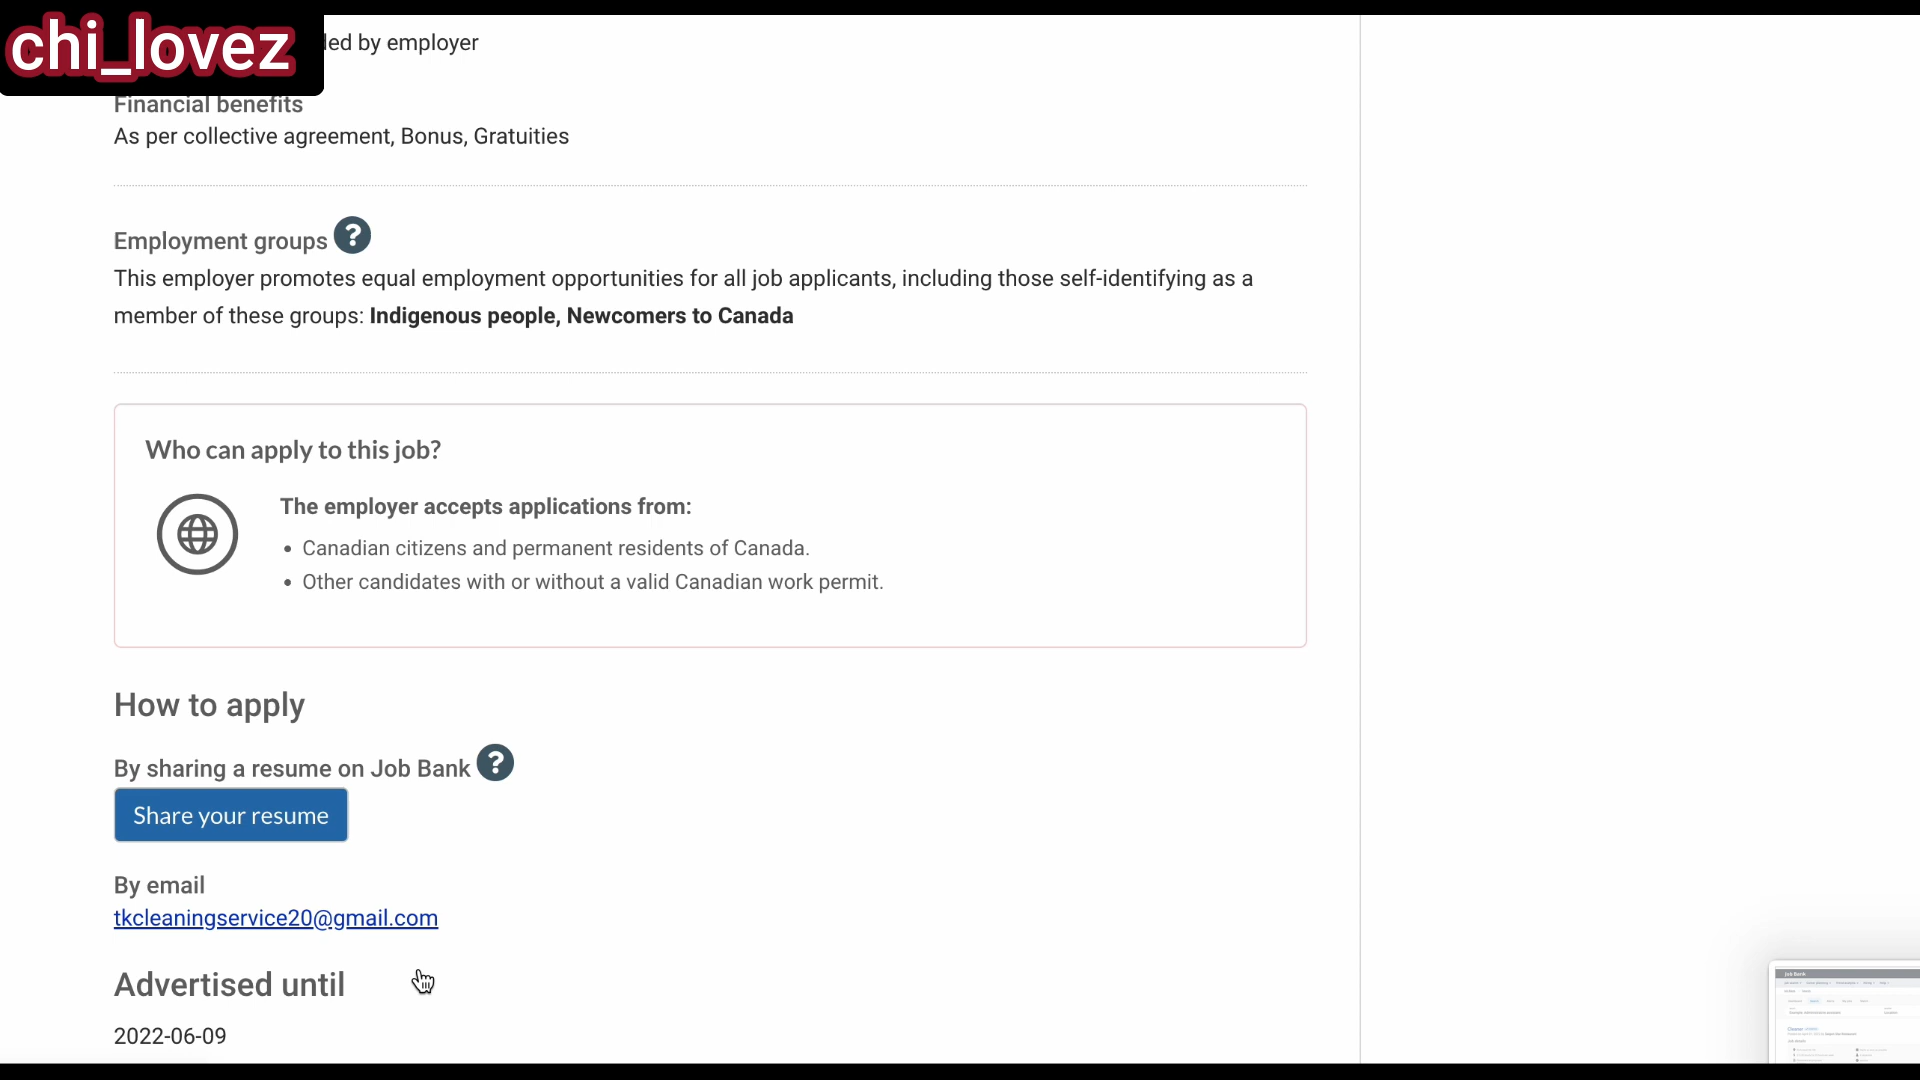 chi_lovez
ded by employer
Financial benefits
As per collective agreement, Bonus, Gratuities
Employment groups ?
This employer promotes equal employment opportunities for all job applicants, including those self-identifying as a
member of these groups: Indigenous people, Newcomers to Canada
Who can apply to this job?
The employer accepts applications from:
• Canadian citizens and permanent residents of Canada.
• Other candidates with or without a valid Canadian work permit.
How to apply
By sharing a resume on Job Bank ?
Share your resume
By email
tkcleaningservice20@gmail.com
Advertised until
2022-06-09
Job Bank
Cleaner